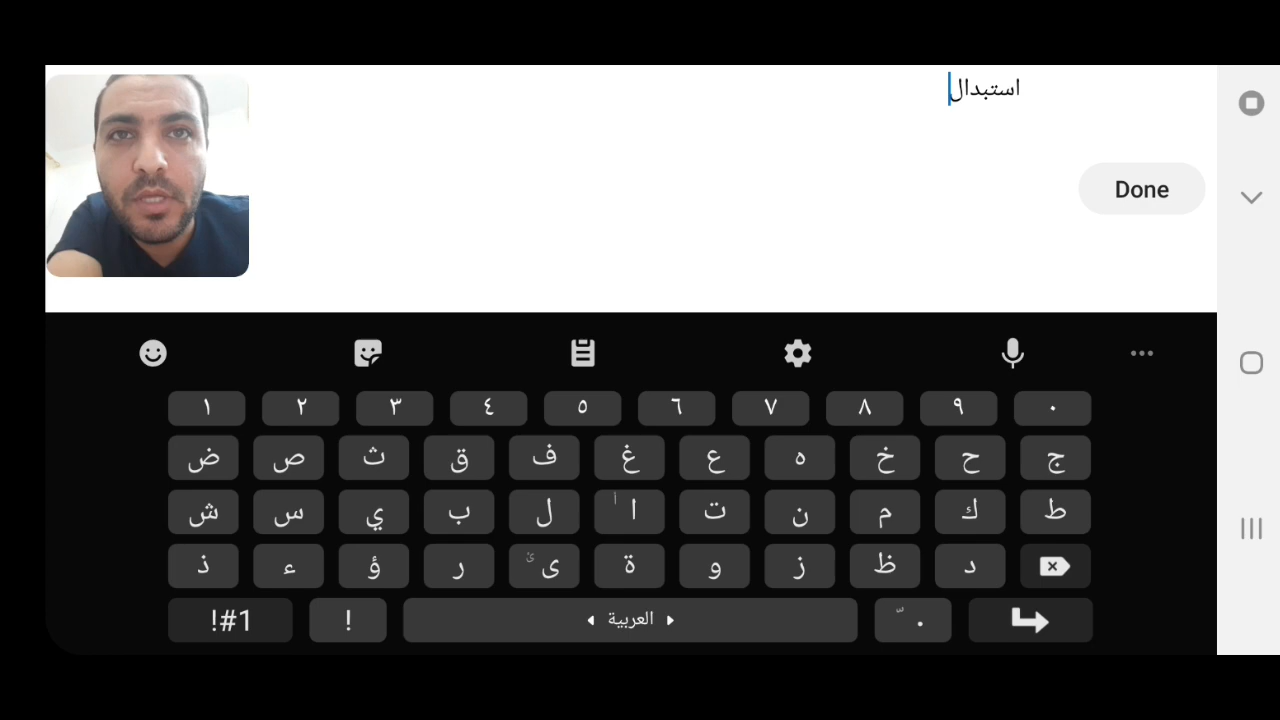 استبدال
Done
١ ٢ ٣ ٤ ٥ ٦ ٧ ٨ ٩ ٠
ض ص ث ق ف غ ع ه خ ح ج
ش س ي ب ل ا أ ت ن م ك ط
ذ ء ؤ ر ى ئ ة و ز ظ د
!#1 ! العربية .